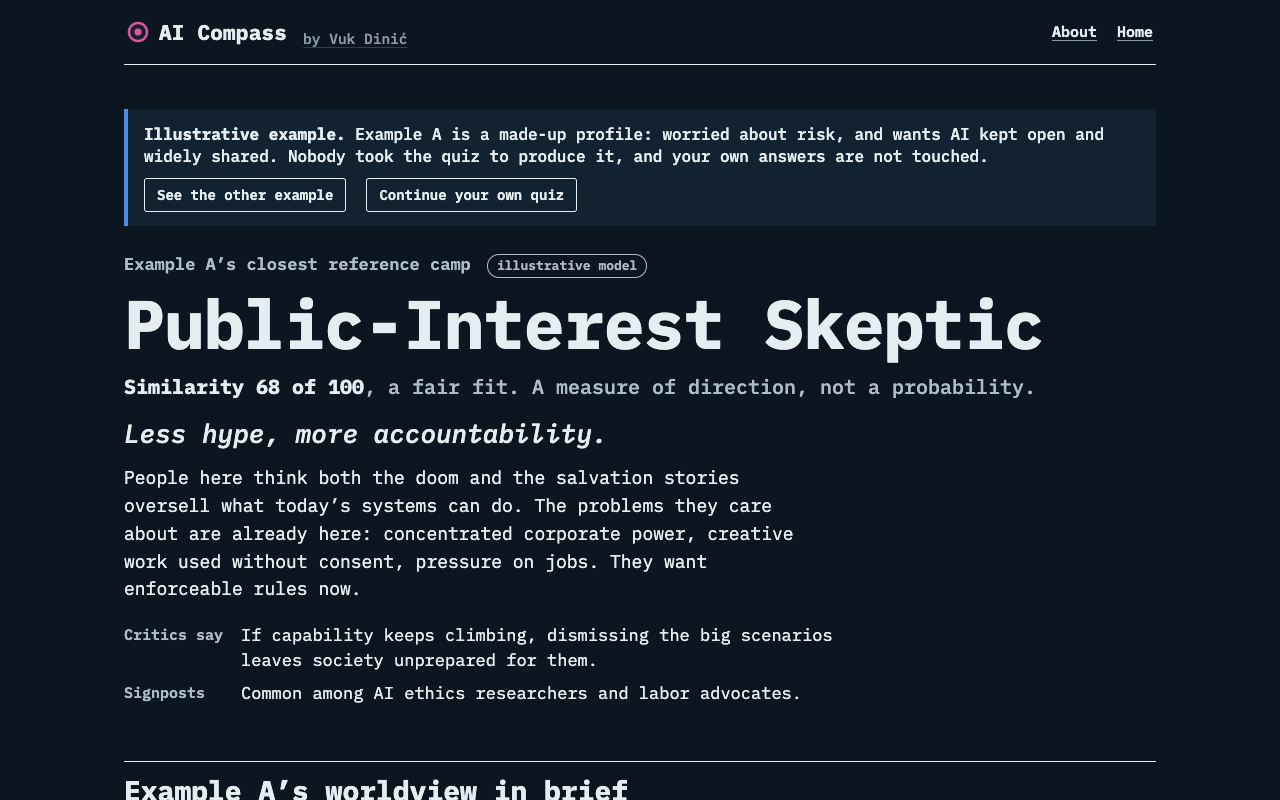 AI Compass by Vuk Dinić
About Home
Illustrative example. Example A is a made-up profile: worried about risk, and wants AI kept open and
widely shared. Nobody took the quiz to produce it, and your own answers are not touched.
See the other example Continue your own quiz
Example A’s closest reference camp illustrative model
Public-Interest Skeptic
Similarity 68 of 100, a fair fit. A measure of direction, not a probability.
Less hype, more accountability.
People here think both the doom and the salvation stories
oversell what today’s systems can do. The problems they care
about are already here: concentrated corporate power, creative
work used without consent, pressure on jobs. They want
enforceable rules now.
Critics say If capability keeps climbing, dismissing the big scenarios
leaves society unprepared for them.
Signposts Common among AI ethics researchers and labor advocates.
Example A’s worldview in brief